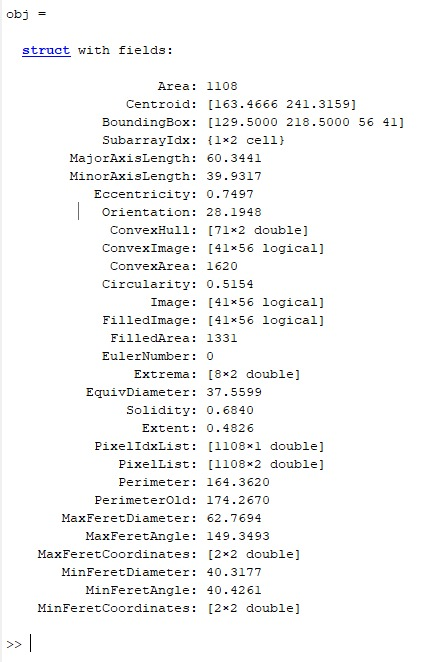 obj =
struct with fields:
Area: 1108
Centroid: [163.4666 241.3159]
BoundingBox: [129.5000 218.5000 56 41]
SubarrayIdx: {1×2 cell}
MajorAxisLength: 60.3441
MinorAxisLength: 39.9317
Eccentricity: 0.7497
Orientation: 28.1948
ConvexHull: [71×2 double]
ConvexImage: [41×56 logical]
ConvexArea: 1620
Circularity: 0.5154
Image: [41×56 logical]
FilledImage: [41×56 logical]
FilledArea: 1331
EulerNumber: 0
Extrema: [8×2 double]
EquivDiameter: 37.5599
Solidity: 0.6840
Extent: 0.4826
PixelIdxList: [1108×1 double]
PixelList: [1108×2 double]
Perimeter: 164.3620
PerimeterOld: 174.2670
MaxFeretDiameter: 62.7694
MaxFeretAngle: 149.3493
MaxFeretCoordinates: [2×2 double]
MinFeretDiameter: 40.3177
MinFeretAngle: 40.4261
MinFeretCoordinates: [2×2 double]
>>